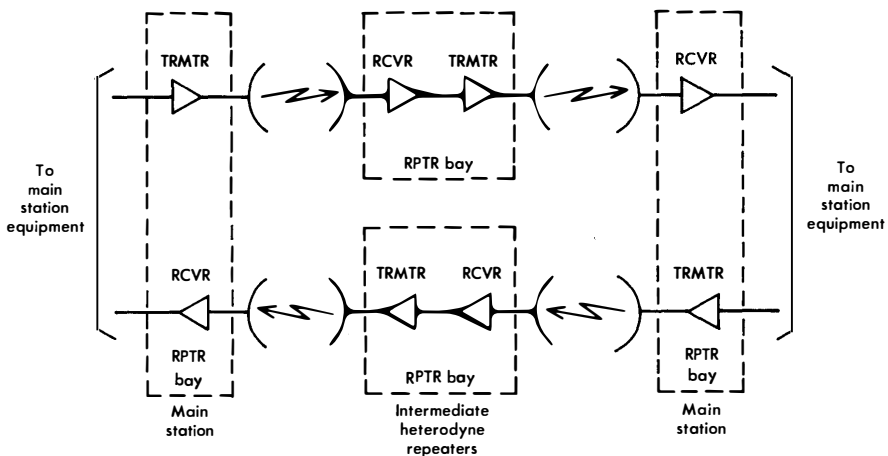 TRMTR
RCVR TRMTR
RCVR
RPTR bay
To
main
station
equipment
To
main
station
equipment
RCVR
TRMTR RCVR
TRMTR
RPTR
bay
RPTR bay
RPTR
bay
Main
station
Intermediate
heterodyne
repeaters
Main
station